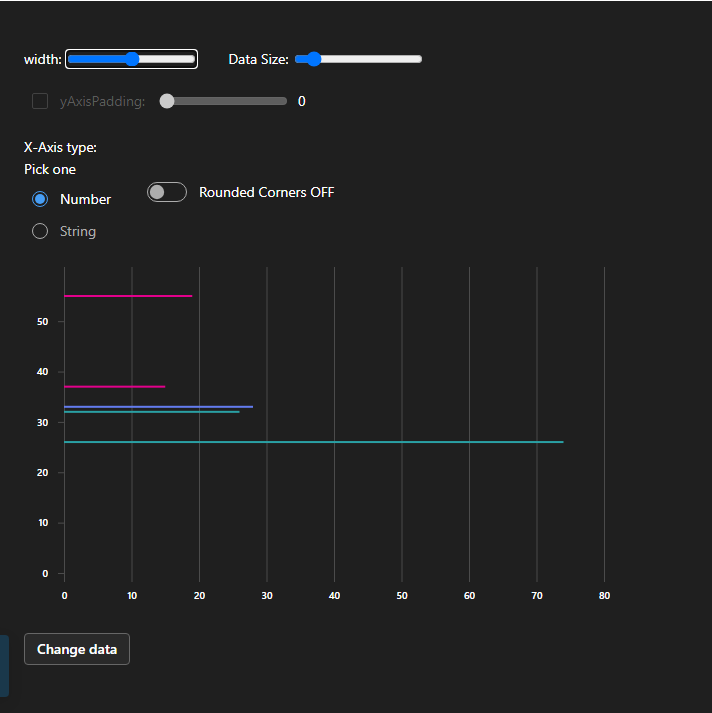 width: Data Size:
yAxisPadding: 0
X-Axis type:
Pick one
Number Rounded Corners OFF
String
50
40
30
20
10
0
0 10 20 30 40 50 60 70 80
Change data